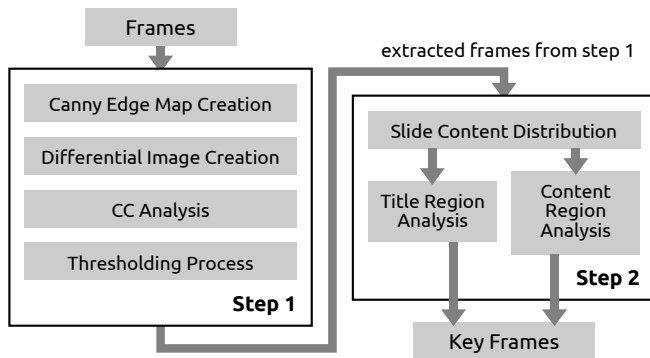 Frames
Canny Edge Map Creation
Differential Image Creation
CC Analysis
Thresholding Process
Step 1
extracted frames from step 1
Slide Content Distribution
Title Region
Analysis
Content
Region
Analysis
Step 2
Key Frames